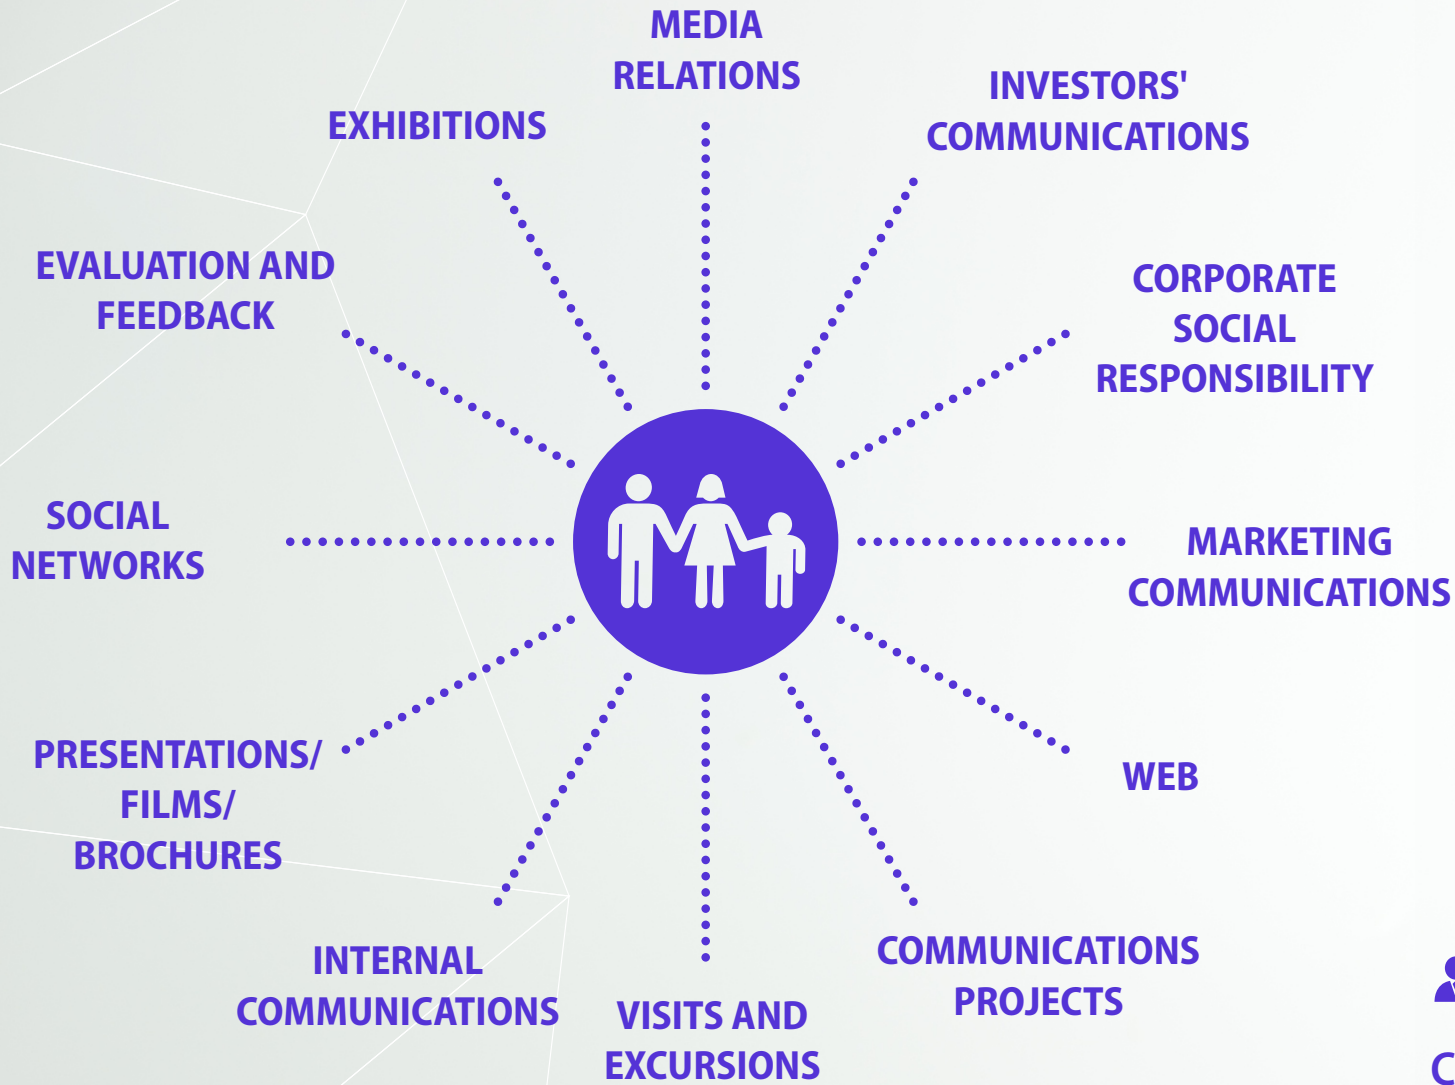 MEDIA
RELATIONS
INVESTORS'
COMMUNICATIONS
CORPORATE
SOCIAL
RESPONSIBILITY
MARKETING
COMMUNICATIONS
WEB
COMMUNICATIONS
PROJECTS
VISITS AND
EXCURSIONS
INTERNAL
COMMUNICATIONS
PRESENTATIONS/
FILMS/
BROCHURES
SOCIAL
NETWORKS
EVALUATION AND
FEEDBACK
EXHIBITIONS